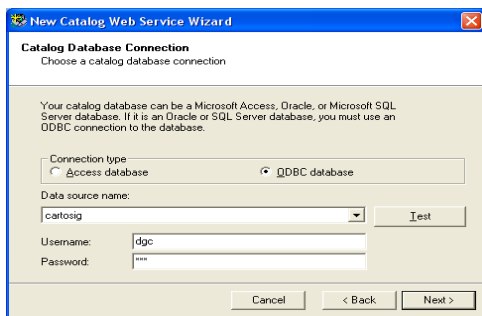 New Catalog Web Service Wizard
Catalog Database Connection
Choose a catalog database connection
Your catalog database can be a Microsoft Access, Oracle, or Microsoft SQL
Server database. If it is an Oracle or SQL Server database, you must use an
ODBC connection to the database.
Connection type
Access database
ODBC database
Data source name:
cartosig
Test
Username:
dgc
Password:
***
Cancel
< Back
Next >